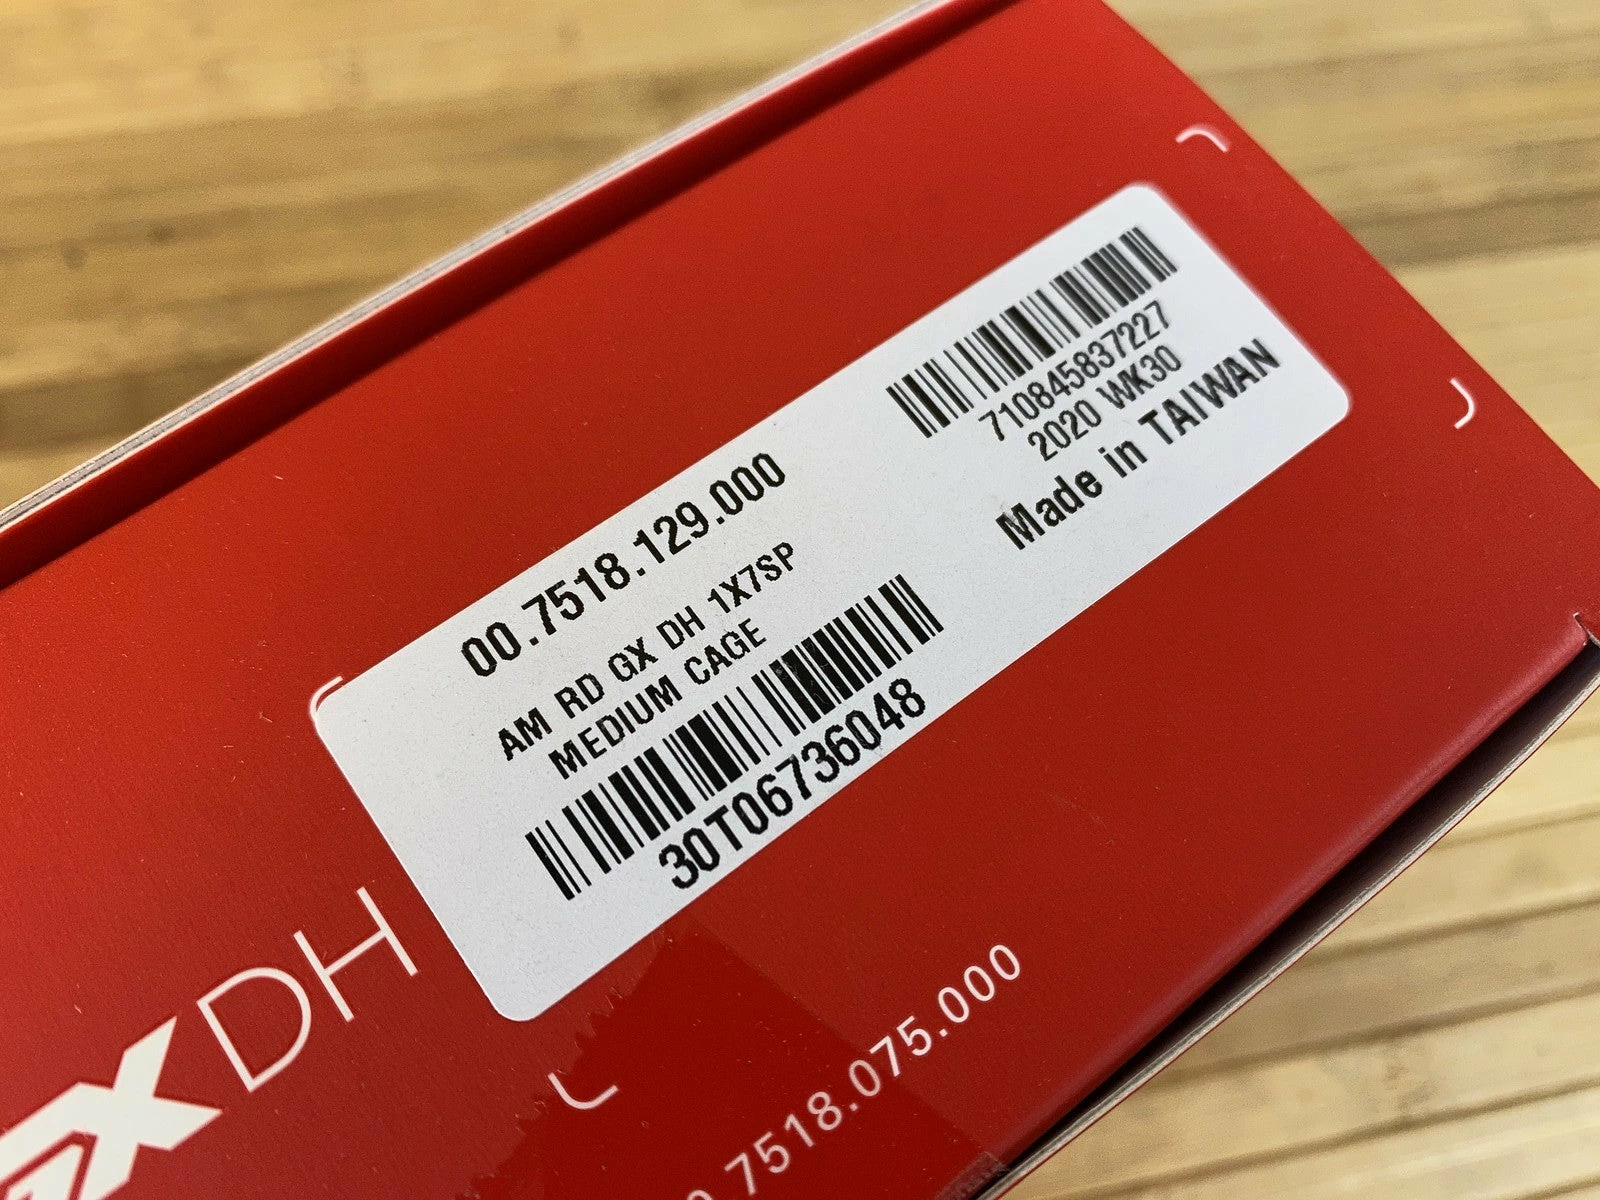 710845837227
2020 WK30
Made in TAIWAN
00.7518.129.000
AM RD GX DH 1X7SP
MEDIUM CAGE
30T06736048
GX DH
7518.075.000